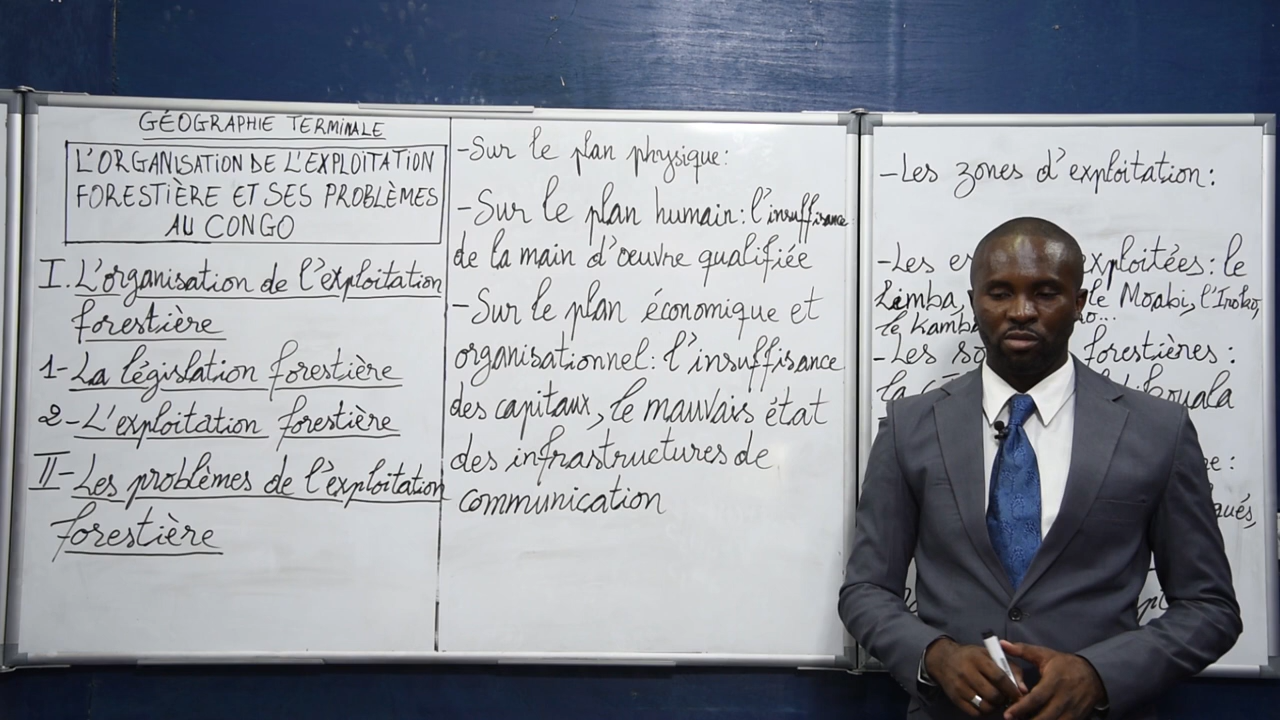 GÉOGRAPHIE TERMINALE
L'ORGANISATION DE L'EXPLOITATION
FORESTIÈRE ET SES PROBLÈMES
AU CONGO
I. L'organisation de l'exploitation
forestière
1- La législation forestière
2- L'exploitation forestière
II- Les problèmes de l'exploitation
forestière
-Sur le plan physique:
-Sur le plan humain: l'insuffisance
de la main d'oeuvre qualifiée
-Sur le plan économique et
organisationnel: l'insuffisance
des capitaux, le mauvais état
des infrastructures de
communication
-Les zones d'exploitation:
-Les exploitées: le
Limba, le Moabi, l'Iroko,
le
-Les forestières:
la